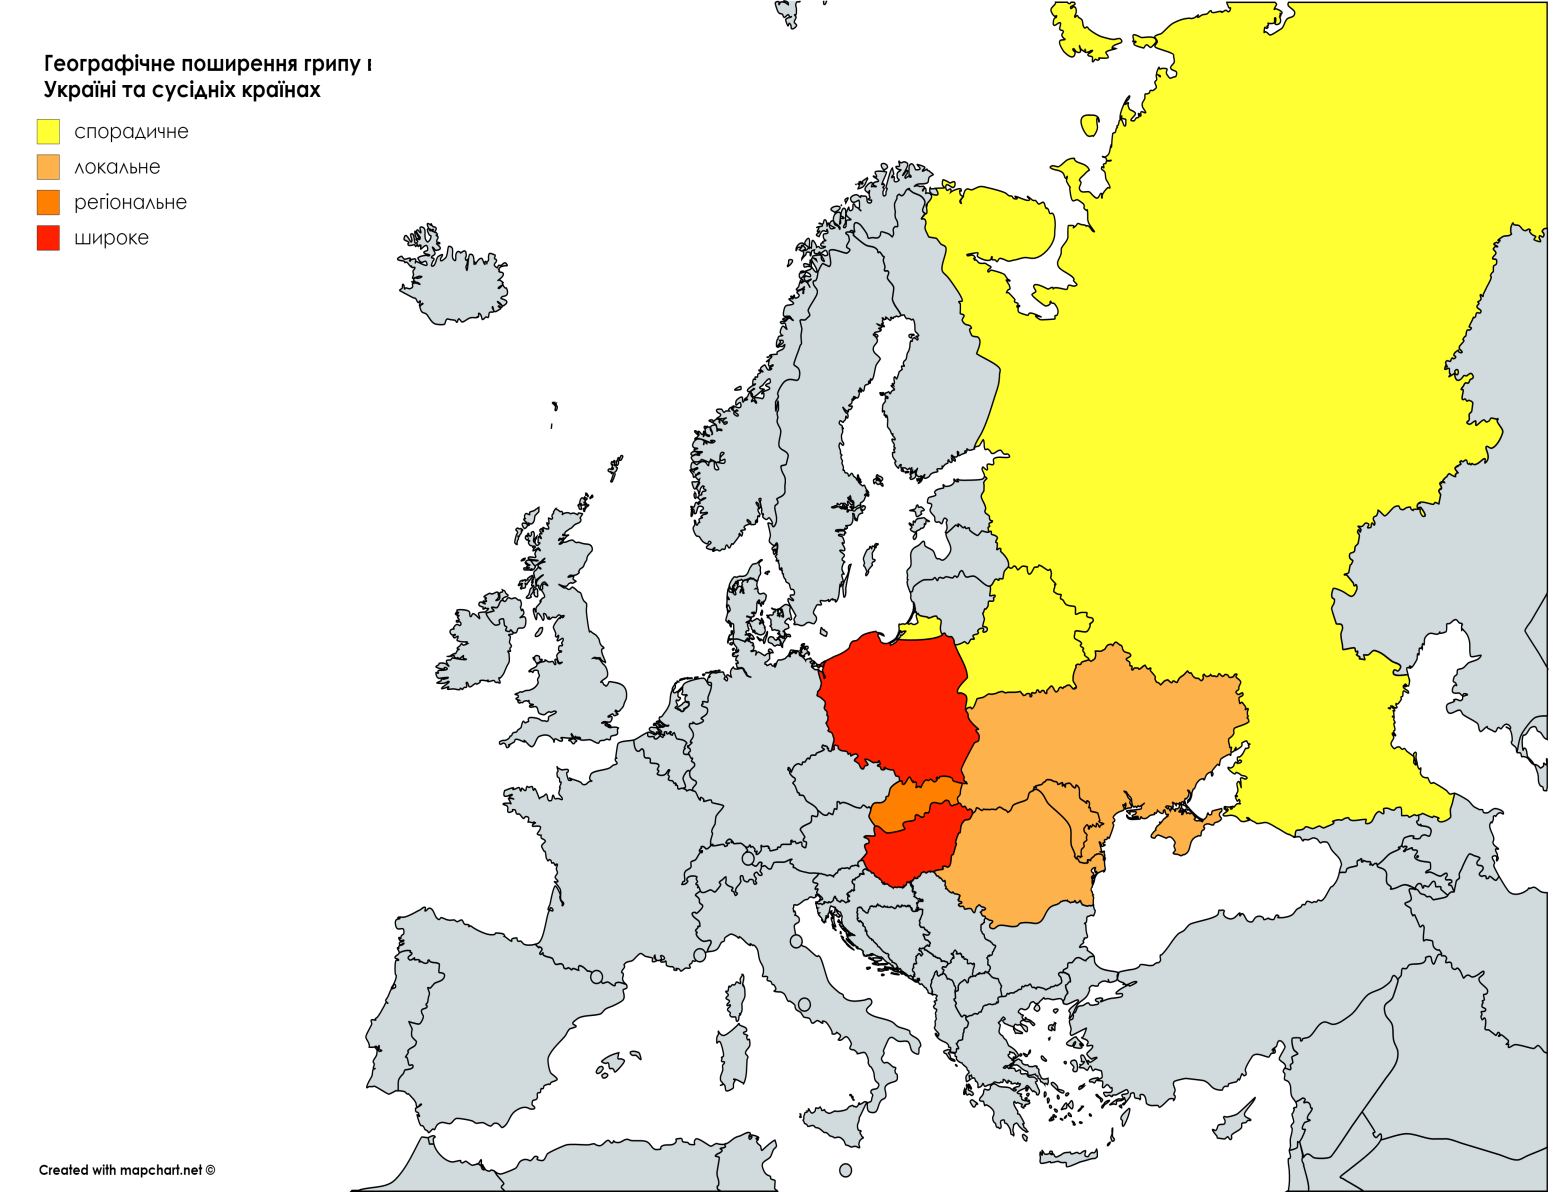 Географічне поширення грипу в
Україні та сусідніх країнах
спорадичне
локальне
регіональне
широке
Created with mapchart.net ©